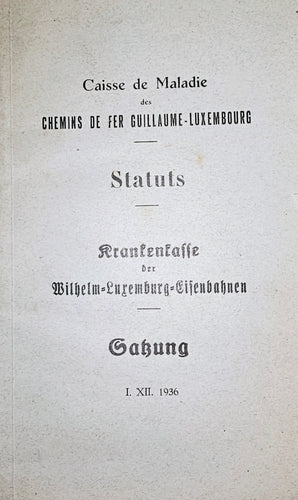 Caisse de Maladie
des
CHEMINS DE FER GUILLAUME-LUXEMBOURG
Statuts
Krankenkasse
der
Wilhelm-Luxemburg-Eisenbahnen
Satzung
I. XII. 1936